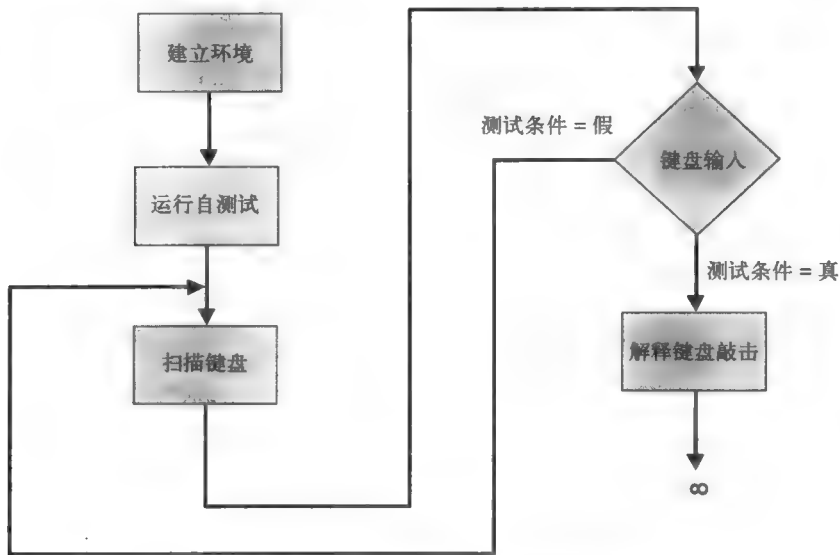 建立环境
运行自测试
扫描键盘
测试条件 = 假
键盘输入
测试条件 = 真
解释键盘敲击
∞